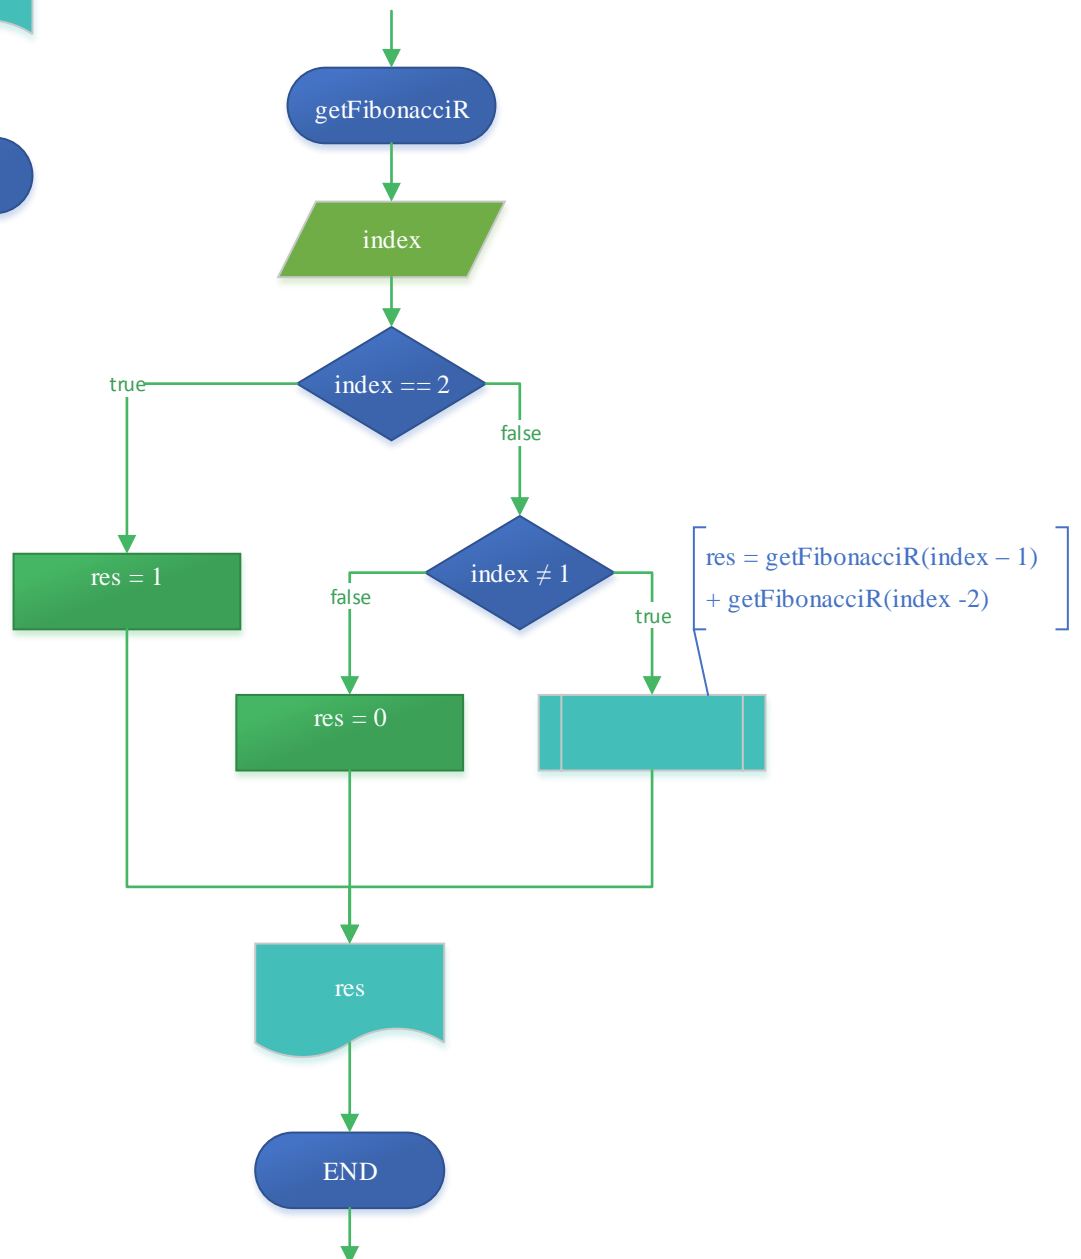 getFibonacciR
index
index == 2
true
false
index ≠ 1
res = getFibonacciR(index – 1)
+ getFibonacciR(index -2)
res = 1
false
true
res = 0
res
END